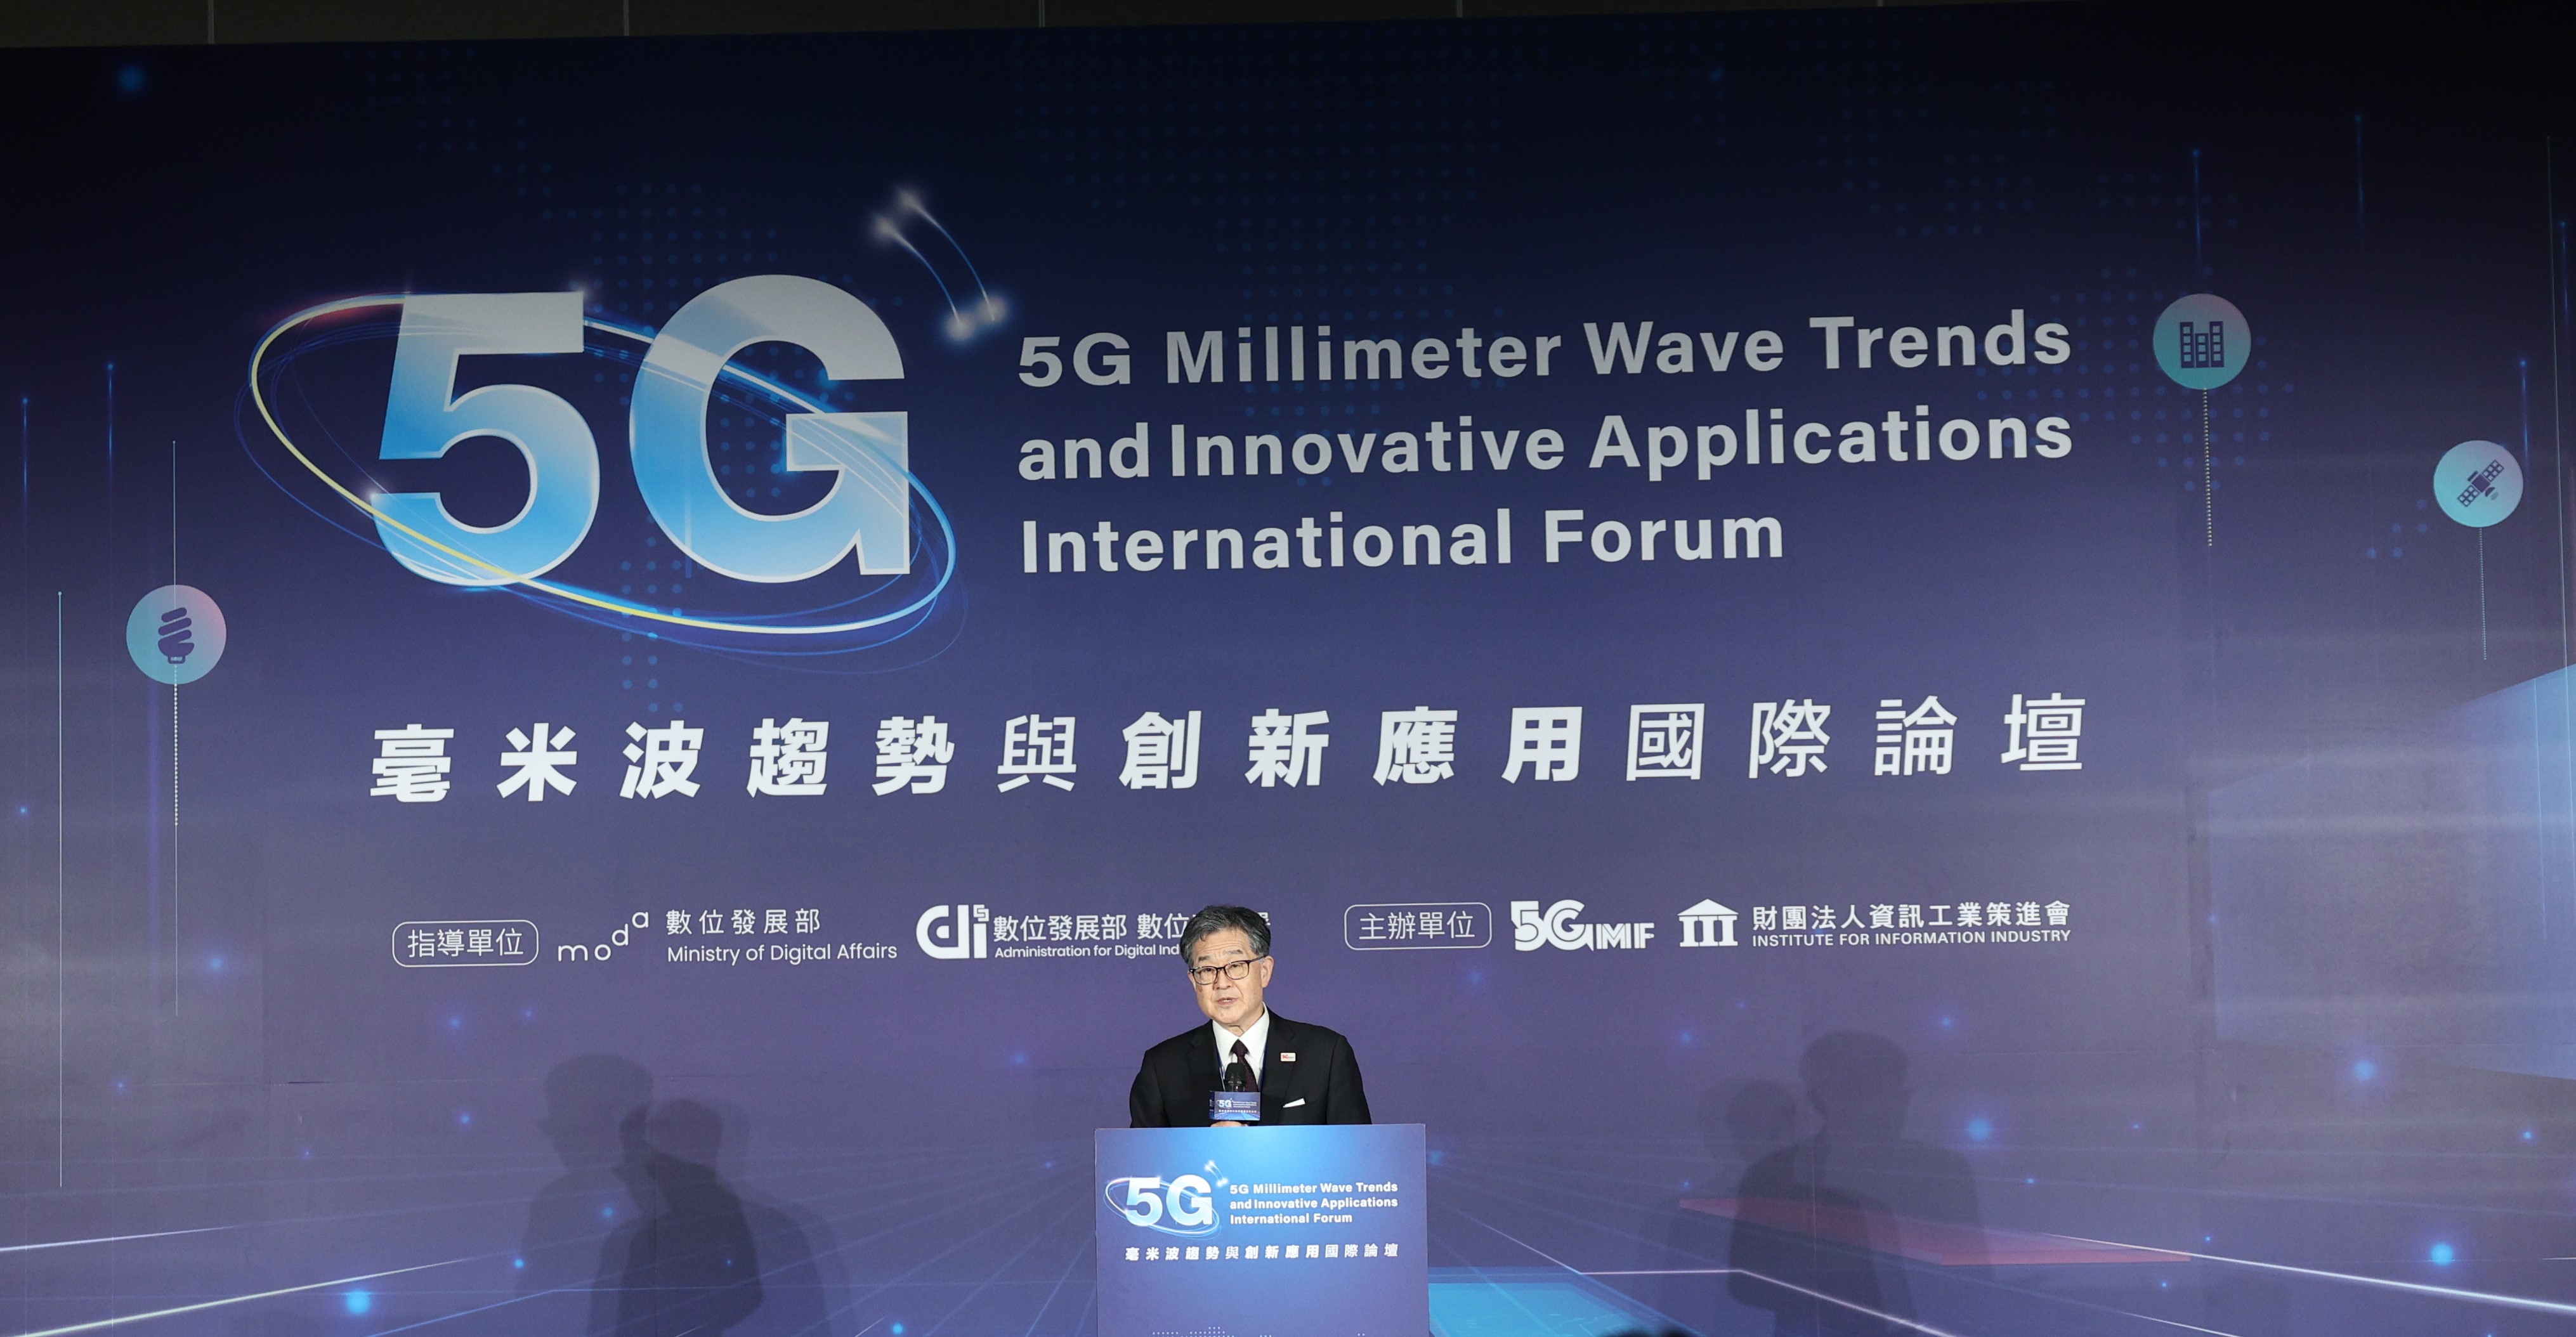 5G
5G Millimeter Wave Trends
and Innovative Applications
International Forum
毫米波趨勢與創新應用國際論壇
指導單位
moda
數位發展部
Ministry of Digital Affairs
數位發展部 數位
Administration for Digital
主辦單位
5GIMIF
財團法人資訊工業策進會
INSTITUTE FOR INFORMATION INDUSTRY
5G
5G
5G Millimeter Wave Trends
and Innovative Applications
International Forum
毫米波趨勢與創新應用國際論壇